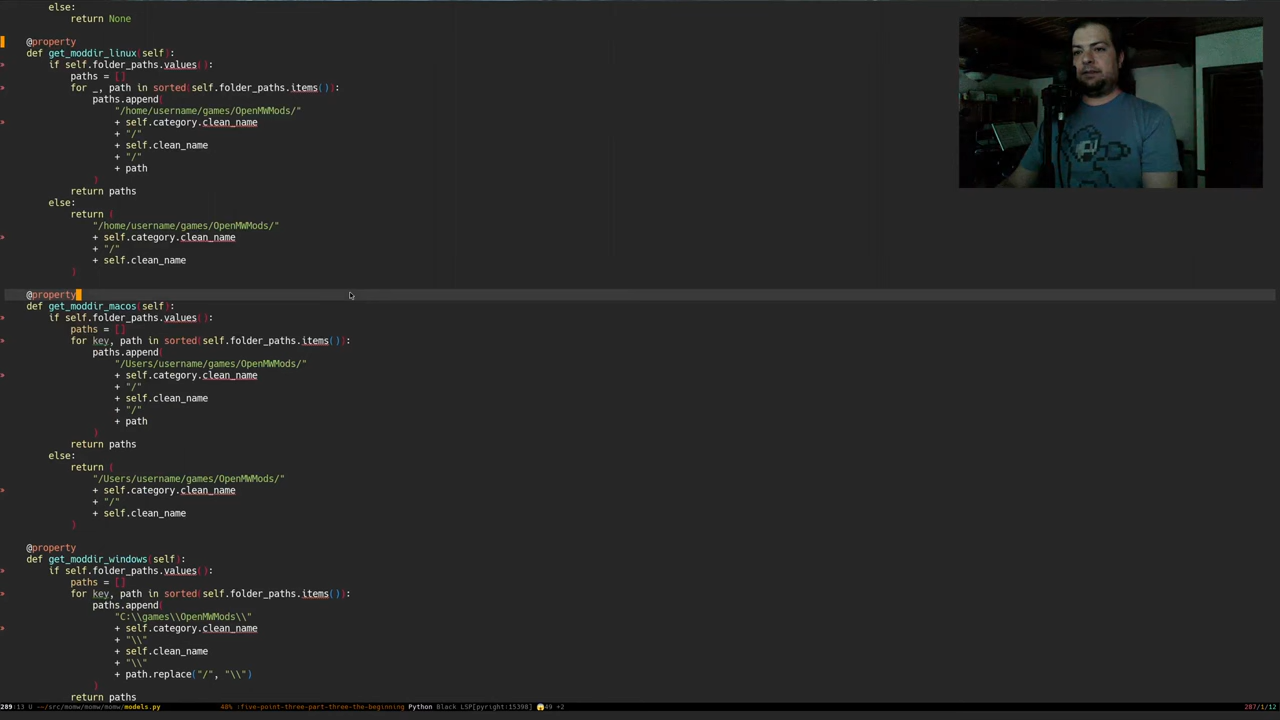 else:
return None
@property
def get_moddir_linux(self):
if self.folder_paths.values():
paths = []
for _, path in sorted(self.folder_paths.items()):
paths.append(
"/home/username/games/OpenMWMods/"
+ self.category.clean_name
+ "/"
+ self.clean_name
+ "/"
+ path
)
return paths
else:
return (
"/home/username/games/OpenMWMods/"
+ self.category.clean_name
+ "/"
+ self.clean_name
)
@property
def get_moddir_macos(self):
if self.folder_paths.values():
paths = []
for key, path in sorted(self.folder_paths.items()):
paths.append(
"/Users/username/games/OpenMWMods/"
+ self.category.clean_name
+ "/"
+ self.clean_name
+ "/"
+ path
)
return paths
else:
return (
"/Users/username/games/OpenMWMods/"
+ self.category.clean_name
+ "/"
+ self.clean_name
)
@property
def get_moddir_windows(self):
if self.folder_paths.values():
paths = []
for key, path in sorted(self.folder_paths.items()):
paths.append(
"C:\\games\\OpenMWMods\\"
+ self.category.clean_name
+ "\\"
+ self.clean_name
+ "\\"
+ path.replace("/", "\\")
)
return paths
289:13 U ~~/src/momw/momw/momw/models.py 40% :five-point-three-part-three-the-beginning Python Black LSP[pyright:15398] 😱49 +2 287/1/12